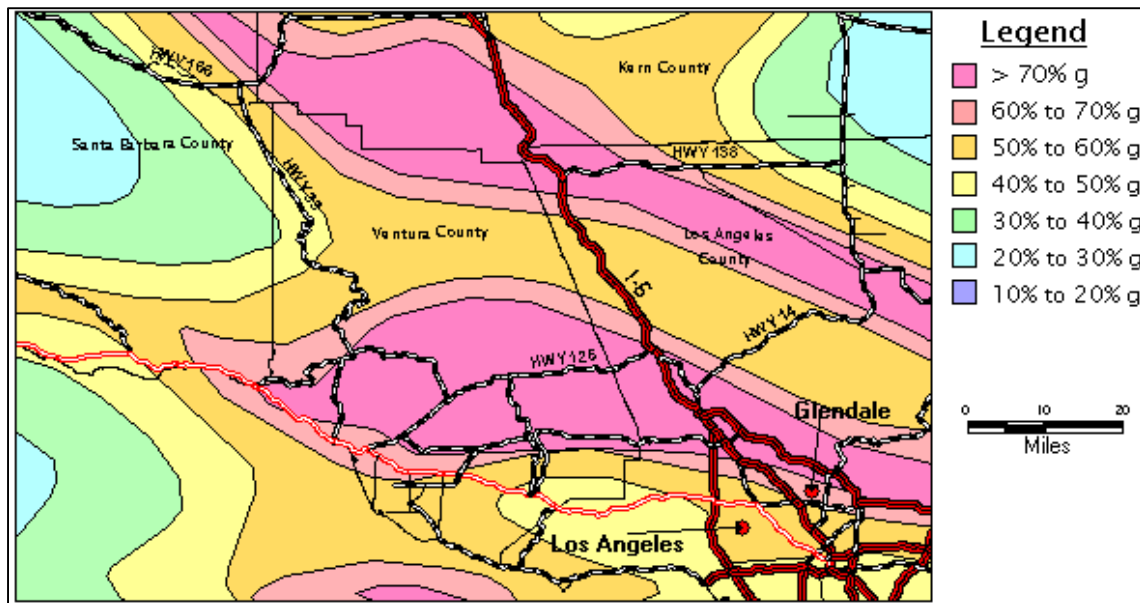 HWY 166
Kern County
Santa Barbara County
HWY 33
HWY 138
Ventura County
Los Angeles
County
I-5
HWY 14
HWY 126
Glendale
Los Angeles
Legend
> 70% g
60% to 70% g
50% to 60% g
40% to 50% g
30% to 40% g
20% to 30% g
10% to 20% g
0 10 20
Miles